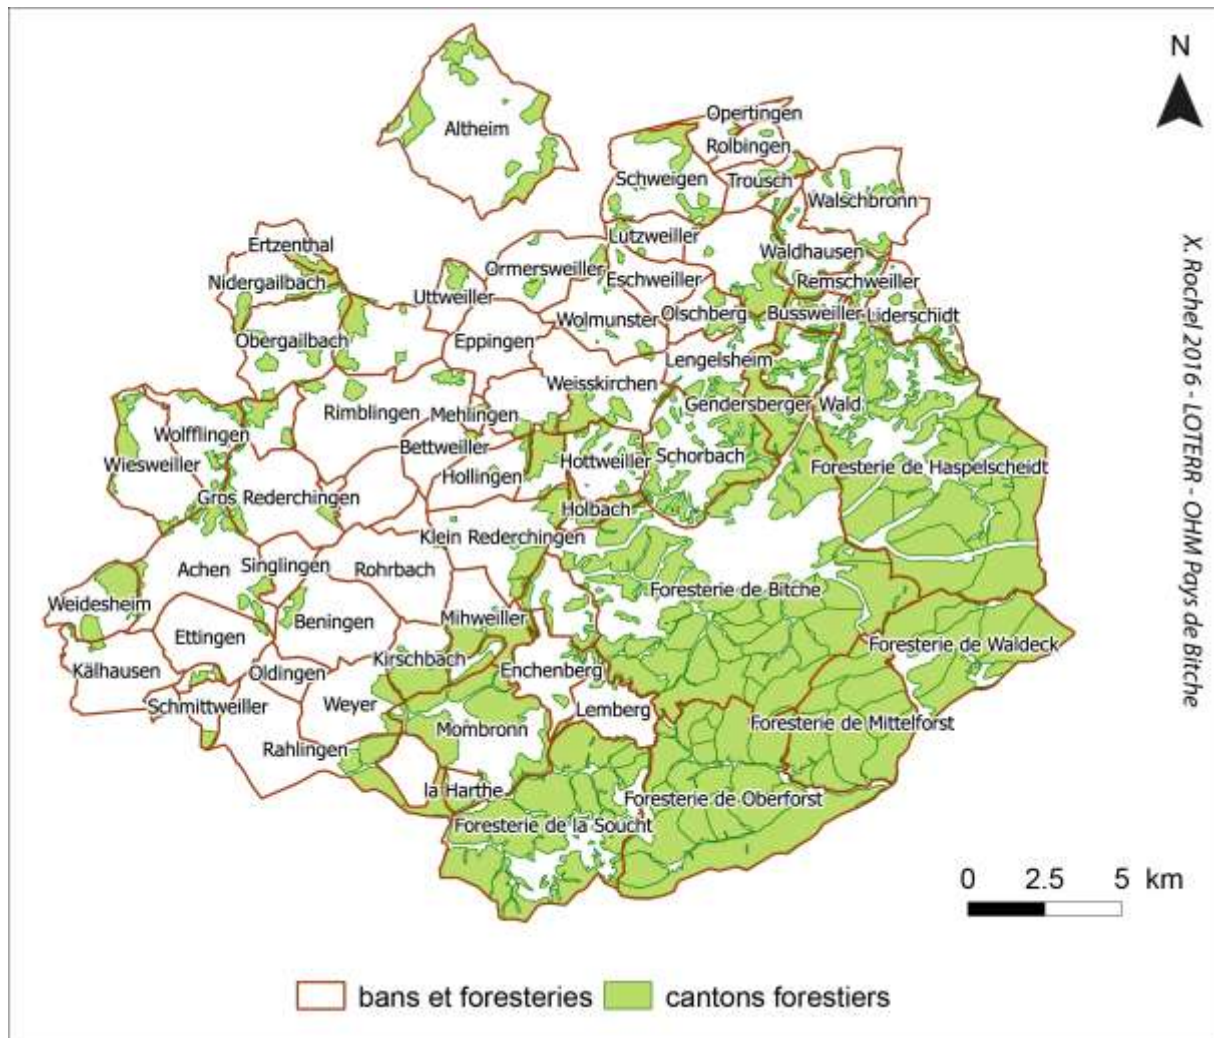 N
Opertingen
Altheim
Rolbingen
Schweigen
Trousch
Walschbronn
Lutzweiller
Ertzenthal
Waldhausen
Ormersweiller
Eschweiller
Remschweiller
Nidergailbach
Uttweiller
Wolmunster
Olschberg
Bussweiller
Liderschidt
Obergailbach
Eppingen
Lengelsheim
Weisskirchen
Gendersberger Wald
Rimblingen
Mehlingen
Wolfflingen
Bettweiller
Schorbach
Wiesweiller
Hottweiller
Foresterie de Haspelscheidt
Hollingen
Gros Rederchingen
Holbach
Klein Rederchingen
Achen
Singlingen
Rohrbach
Foresterie de Bitche
Weidesheim
Mihweiller
Beningen
Ettingen
Foresterie de Waldeck
Kirschbach
Enchenberg
Kälhausen
Öldingen
Schmittweiller
Weyer
Lemberg
Mombronn
Foresterie de Mittelforst
Rahlingen
la Harthe
Foresterie de Oberforst
Foresterie de la Soucht
X. Rochel 2016 - LOTERR - OHM Pays de Bitche
0 2.5 5 km
bans et foresteries
cantons forestiers